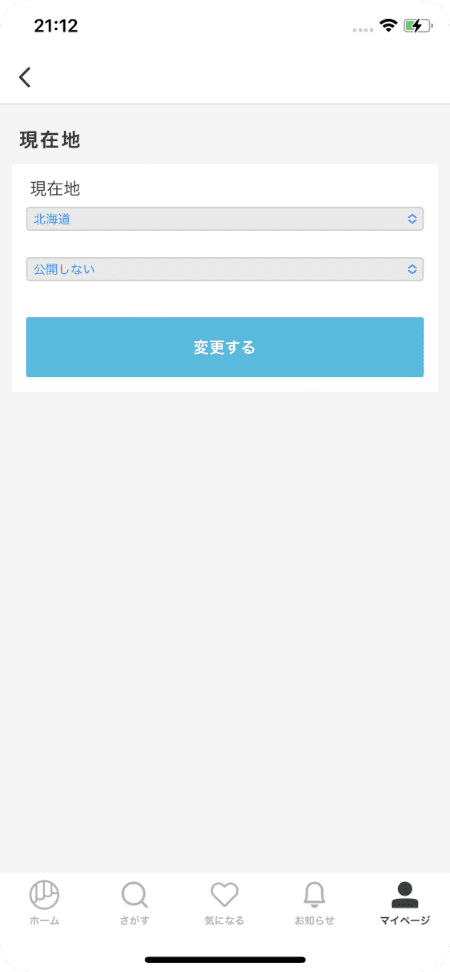 21:12
現在地
現在地
北海道
公開しない
変更する
ホーム
さがす
気になる
お知らせ
マイページ